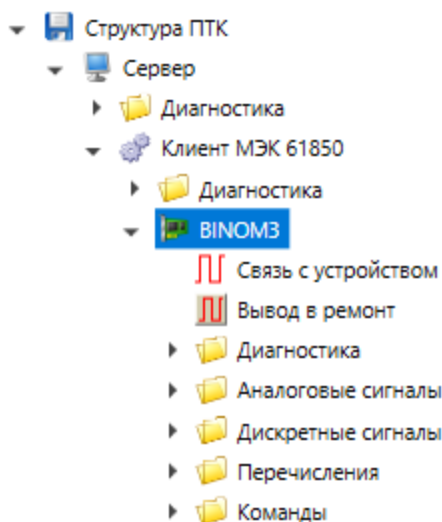 Структура ПТК
Сервер
Диагностика
Клиент МЭК 61850
Диагностика
BINOM3
Связь с устройством
Вывод в ремонт
Диагностика
Аналоговые сигналы
Дискретные сигналы
Перечисления
Команды